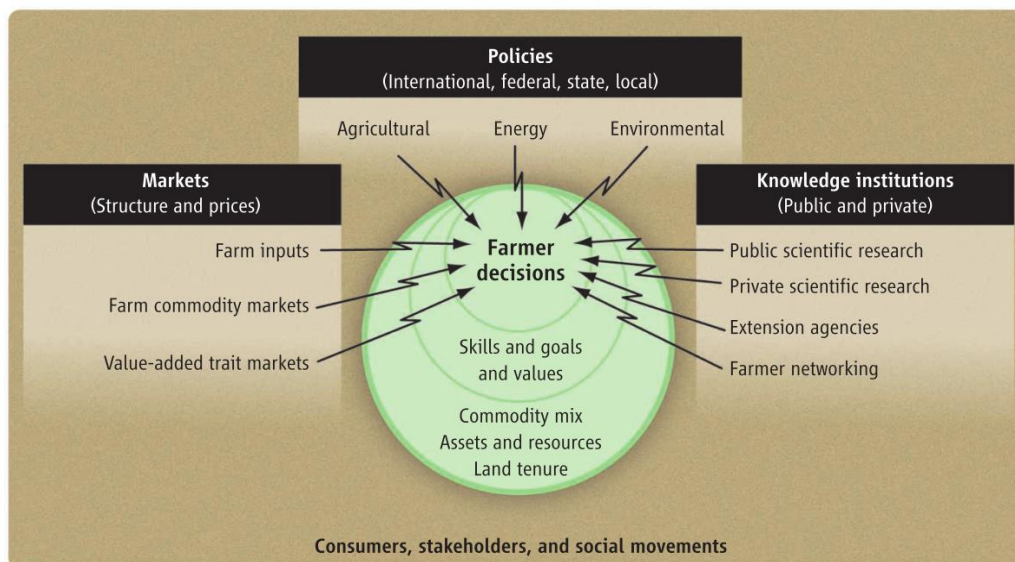 Policies
(International, federal, state, local)
Agricultural
Energy
Environmental
Markets
(Structure and prices)
Farm inputs
Farm commodity markets
Value-added trait markets
Knowledge institutions
(Public and private)
Public scientific research
Private scientific research
Extension agencies
Farmer networking
Farmer
decisions
Skills and goals
and values
Commodity mix
Assets and resources
Land tenure
Consumers, stakeholders, and social movements